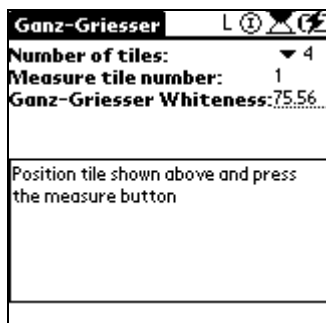 Ganz-Griesser L
Number of tiles: 4
Measure tile number: 1
Ganz-Griesser Whiteness: 75.56
Position tile shown above and press
the measure button